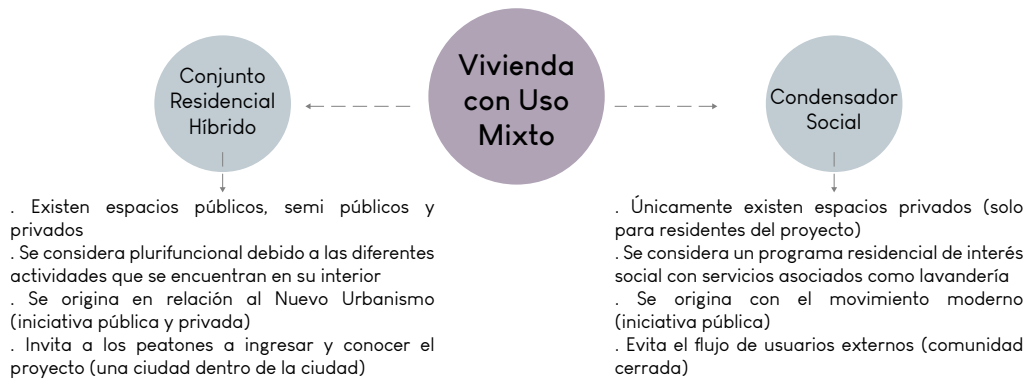 Vivienda
con Uso
Mixto
Conjunto
Residencial
Híbrido
. Existen espacios públicos, semi públicos y
privados
. Se considera plurifuncional debido a las diferentes
actividades que se encuentran en su interior
. Se origina en relación al Nuevo Urbanismo
(iniciativa pública y privada)
. Invita a los peatones a ingresar y conocer el
proyecto (una ciudad dentro de la ciudad)
Condensador
Social
. Únicamente existen espacios privados (solo
para residentes del proyecto)
. Se considera un programa residencial de interés
social con servicios asociados como lavandería
. Se origina con el movimiento moderno
(iniciativa pública)
. Evita el flujo de usuarios externos (comunidad
cerrada)